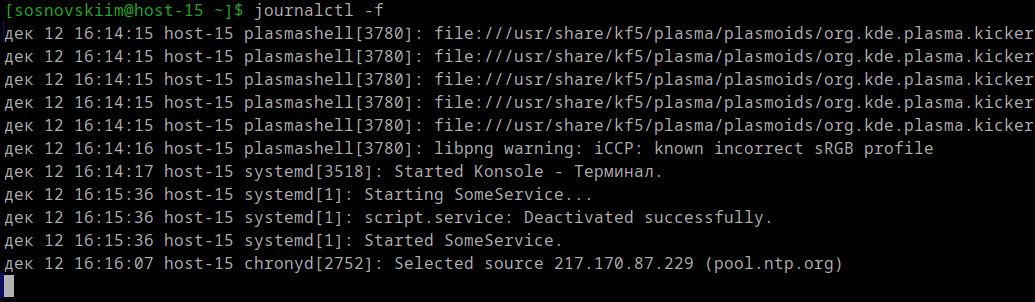 [sosnovskiim@host-15 ~]$ journalctl -f
дек 12 16:14:15 host-15 plasmashell[3780]: file:///usr/share/kf5/plasma/plasmoids/org.kde.plasma.kicker
дек 12 16:14:15 host-15 plasmashell[3780]: file:///usr/share/kf5/plasma/plasmoids/org.kde.plasma.kicker
дек 12 16:14:15 host-15 plasmashell[3780]: file:///usr/share/kf5/plasma/plasmoids/org.kde.plasma.kicker
дек 12 16:14:15 host-15 plasmashell[3780]: file:///usr/share/kf5/plasma/plasmoids/org.kde.plasma.kicker
дек 12 16:14:15 host-15 plasmashell[3780]: file:///usr/share/kf5/plasma/plasmoids/org.kde.plasma.kicker
дек 12 16:14:16 host-15 plasmashell[3780]: libpng warning: iCCP: known incorrect sRGB profile
дек 12 16:14:17 host-15 systemd[3518]: Started Konsole - Терминал.
дек 12 16:15:36 host-15 systemd[1]: Starting SomeService...
дек 12 16:15:36 host-15 systemd[1]: script.service: Deactivated successfully.
дек 12 16:15:36 host-15 systemd[1]: Started SomeService.
дек 12 16:16:07 host-15 chronyd[2752]: Selected source 217.170.87.229 (pool.ntp.org)